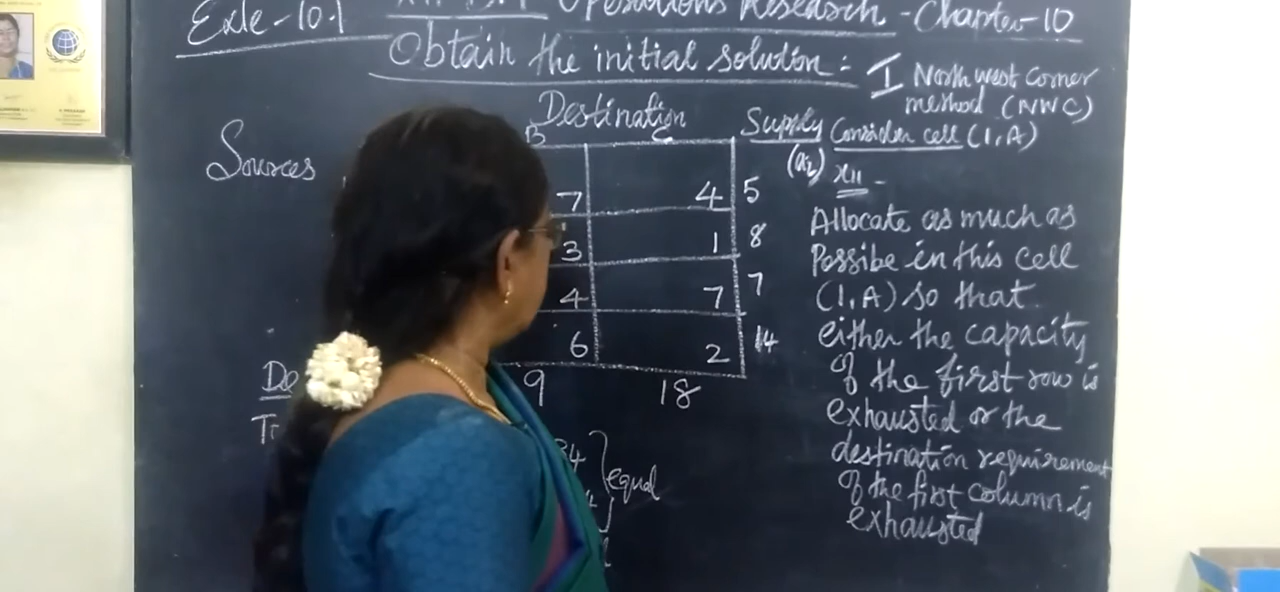 Exle-10.1 Operations Research - Chapter-10
Obtain the initial solution :- I North west corner
method (NWC)
Destination
Sources
B C Supply
(ai)
Consider cell (1,A)
x11 -
7 4 5
3 1 8
4 7 7
6 2 14
De
9 18
34
equal
Allocate as much as
Possibe in this cell
(1,A) so that
either the capacity
of the first row is
exhausted or the
destination requirement
of the first column is
exhausted